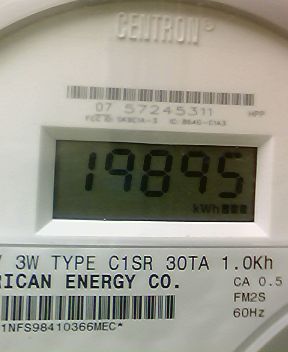 CENTRON
07 57245311 HPP
19895
kWh
3W TYPE C1SR 30TA 1.0Kh
RICAN ENERGY CO. CA 0.5
FM2S
60Hz
1NFS98410366MEC*